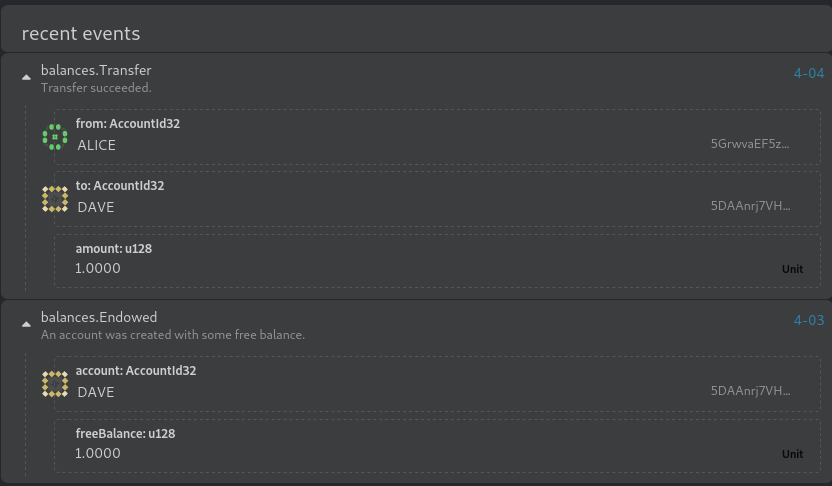 recent events
balances.Transfer
4-04
Transfer succeeded.
from: AccountId32
ALICE
5GrwvaEF5z...
to: AccountId32
DAVE
5DAAnrj7VH...
amount: u128
1.0000
Unit
balances.Endowed
4-03
An account was created with some free balance.
account: AccountId32
DAVE
5DAAnrj7VH...
freeBalance: u128
1.0000
Unit